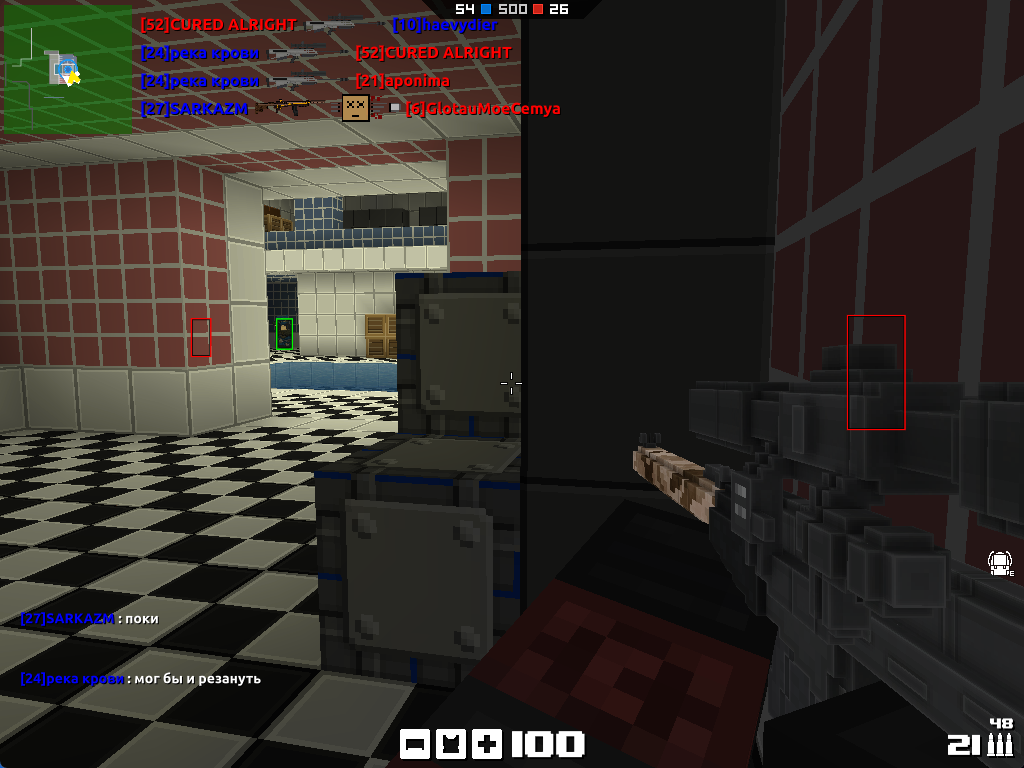 54 500 26
[52]CURED ALRIGHT [10]haevydier
[24]река крови [52]CURED ALRIGHT
[24]река крови [21]aponima
[27]SARKAZM [6]GlotauMoeCemya
[27]SARKAZM : поки
[24]река крови : мог бы и резануть
E
100
48
21